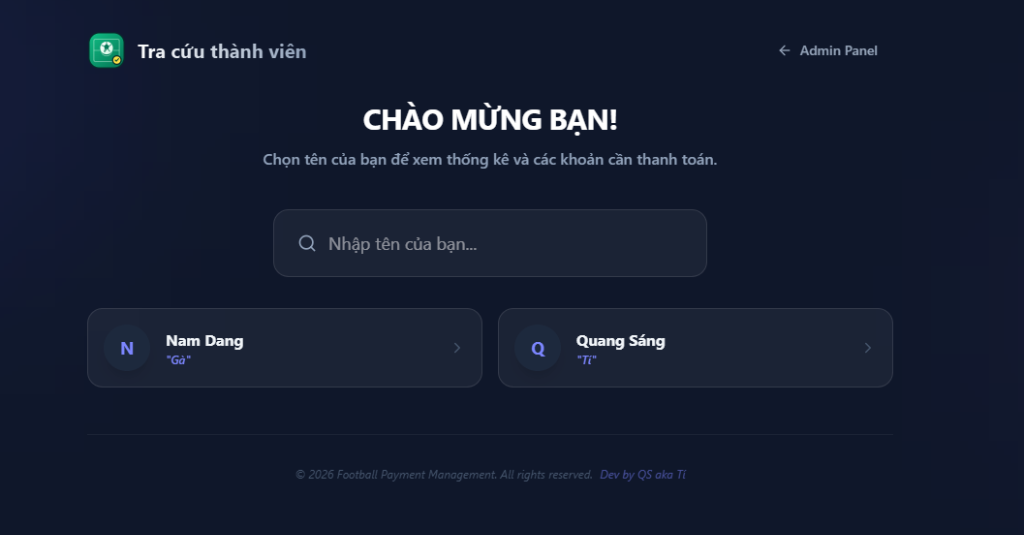 Tra cứu thành viên
← Admin Panel
CHÀO MỪNG BẠN!
Chọn tên của bạn để xem thống kê và các khoản cần thanh toán.
Nhập tên của bạn...
N
Nam Dang
"Gà"
Q
Quang Sáng
"Tí"
© 2026 Football Payment Management. All rights reserved. Dev by QS aka Tí